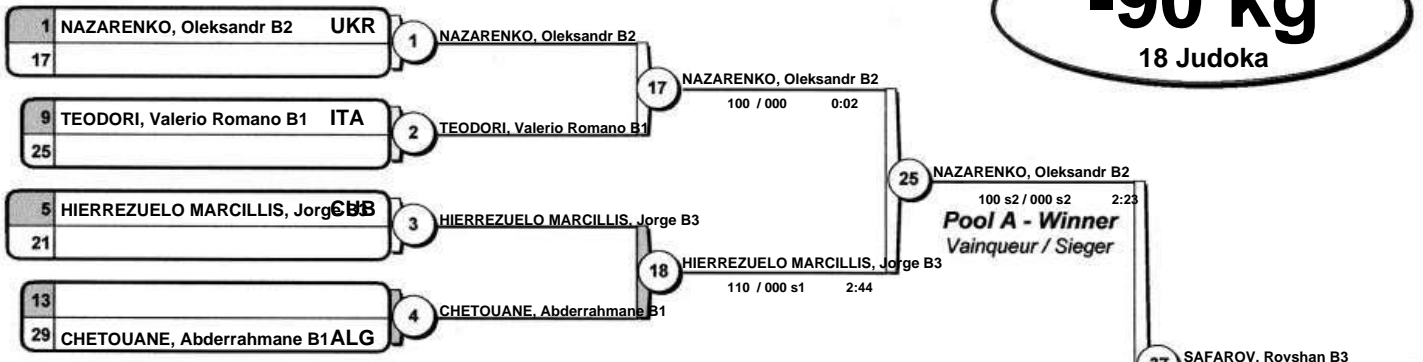 -90 kg
18 Judoka
1 NAZARENKO, Oleksandr B2 UKR
17
1
NAZARENKO, Oleksandr B2
9 TEODORI, Valerio Romano B1 ITA
25
2
TEODORI, Valerio Romano B1
17
NAZARENKO, Oleksandr B2
100 / 000 0:02
5 HIERREZUELO MARCILLIS, Jorge B3 CUB
21
3
HIERREZUELO MARCILLIS, Jorge B3
13
29 CHETOUANE, Abderrahmane B1 ALG
4
CHETOUANE, Abderrahmane B1
18
HIERREZUELO MARCILLIS, Jorge B3
110 / 000 s1 2:44
25
NAZARENKO, Oleksandr B2
100 s2 / 000 s2 2:23
Pool A - Winner
Vainqueur / Sieger
37
SAFAROV, Rovshan B3